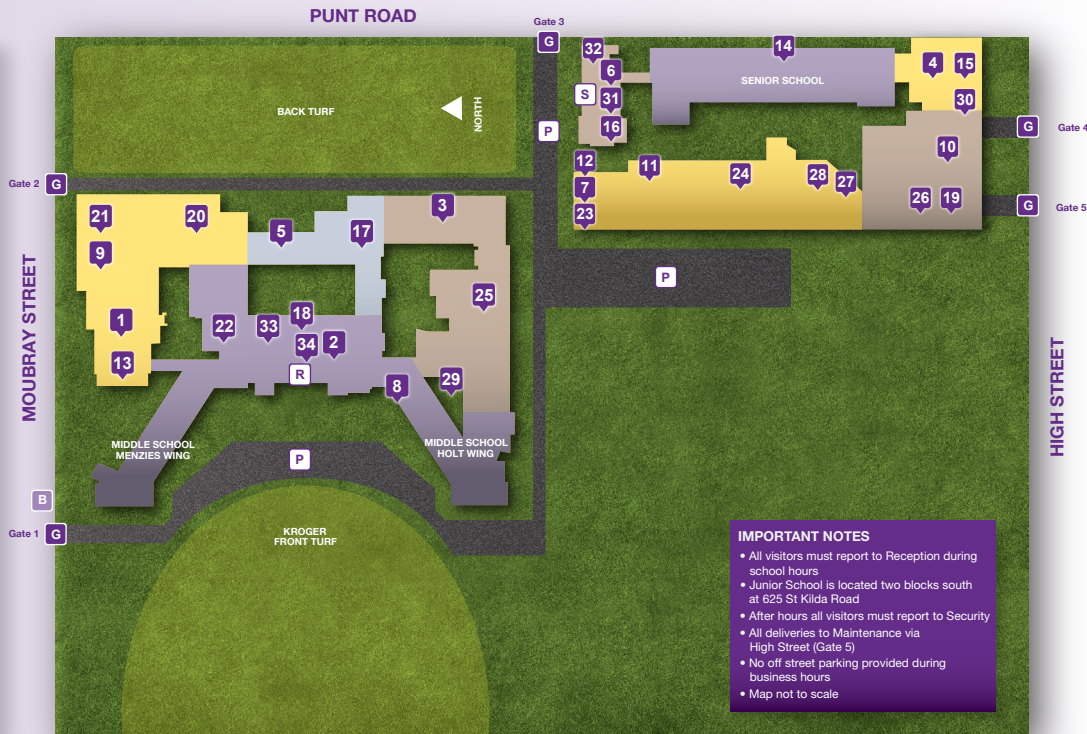 PUNT ROAD
Gate 3
G
32
14
6
SENIOR SCHOOL
4
15
S
31
30
BACK TURF
NORTH
P
16
G
Gate 4
10
12
11
24
28
27
Gate 2
G
7
26
19
G
Gate 5
23
21
20
5
17
3
9
P
25
MOUBRAY STREET
1
22
33
18
34
2
13
R
8
29
HIGH STREET
MIDDLE SCHOOL
MENZIES WING
MIDDLE SCHOOL
HOLT WING
P
B
Gate 1
G
KROGER
FRONT TURF
IMPORTANT NOTES
• All visitors must report to Reception during
school hours
• Junior School is located two blocks south
at 625 St Kilda Road
• After hours all visitors must report to Security
• All deliveries to Maintenance via
High Street (Gate 5)
• No off street parking provided during
business hours
• Map not to scale